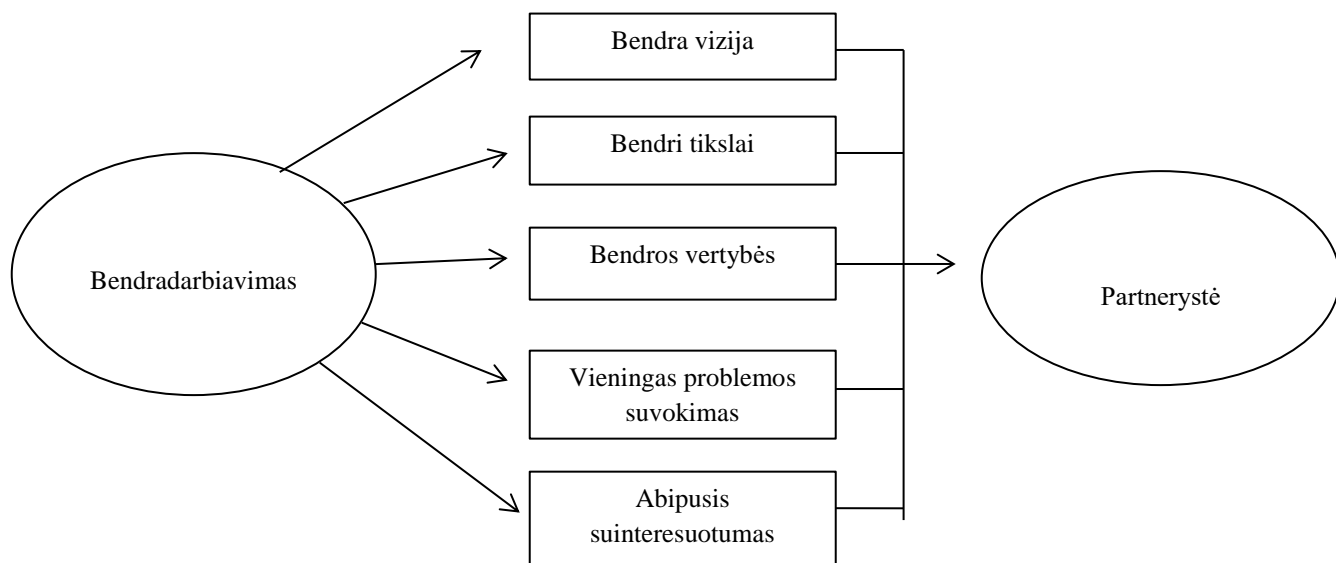 Bendra vizija
Bendri tikslai
Bendros vertybės
Bendradarbiavimas
Partnerystė
Vieningas problemos
suvokimas
Abipusis
suinteresuotumas